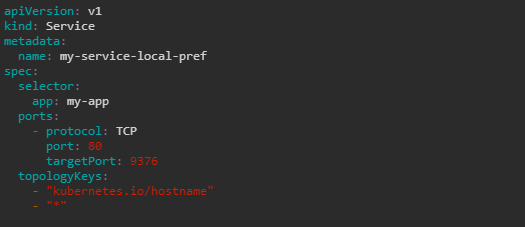 apiVersion: v1
kind: Service
metadata:
  name: my-service-local-pref
spec:
  selector:
    app: my-app
  ports:
    - protocol: TCP
      port: 80
      targetPort: 9376
  topologyKeys:
    - "kubernetes.io/hostname"
    - "*"